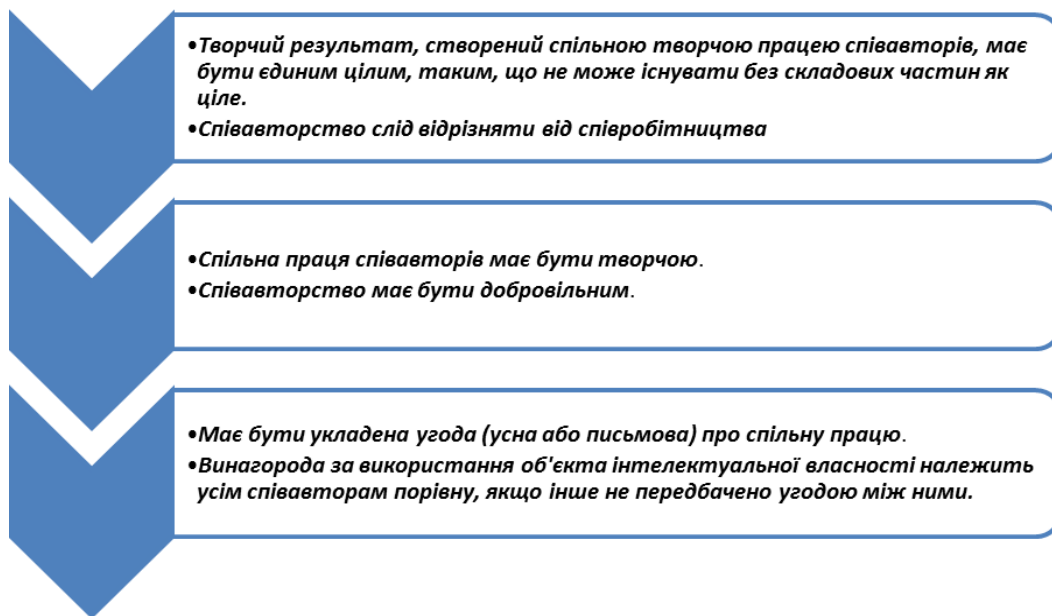 •Творчий результат, створений спільною творчою працею співавторів, має
бути єдиним цілим, таким, що не може існувати без складових частин як
ціле.
•Співавторство слід відрізняти від співробітництва
•Спільна праця співавторів має бути творчою.
•Співавторство має бути добровільним.
•Має бути укладена угода (усна або письмова) про спільну працю.
•Винагорода за використання об'єкта інтелектуальної власності належить
усім співавторам порівну, якщо інше не передбачено угодою між ними.